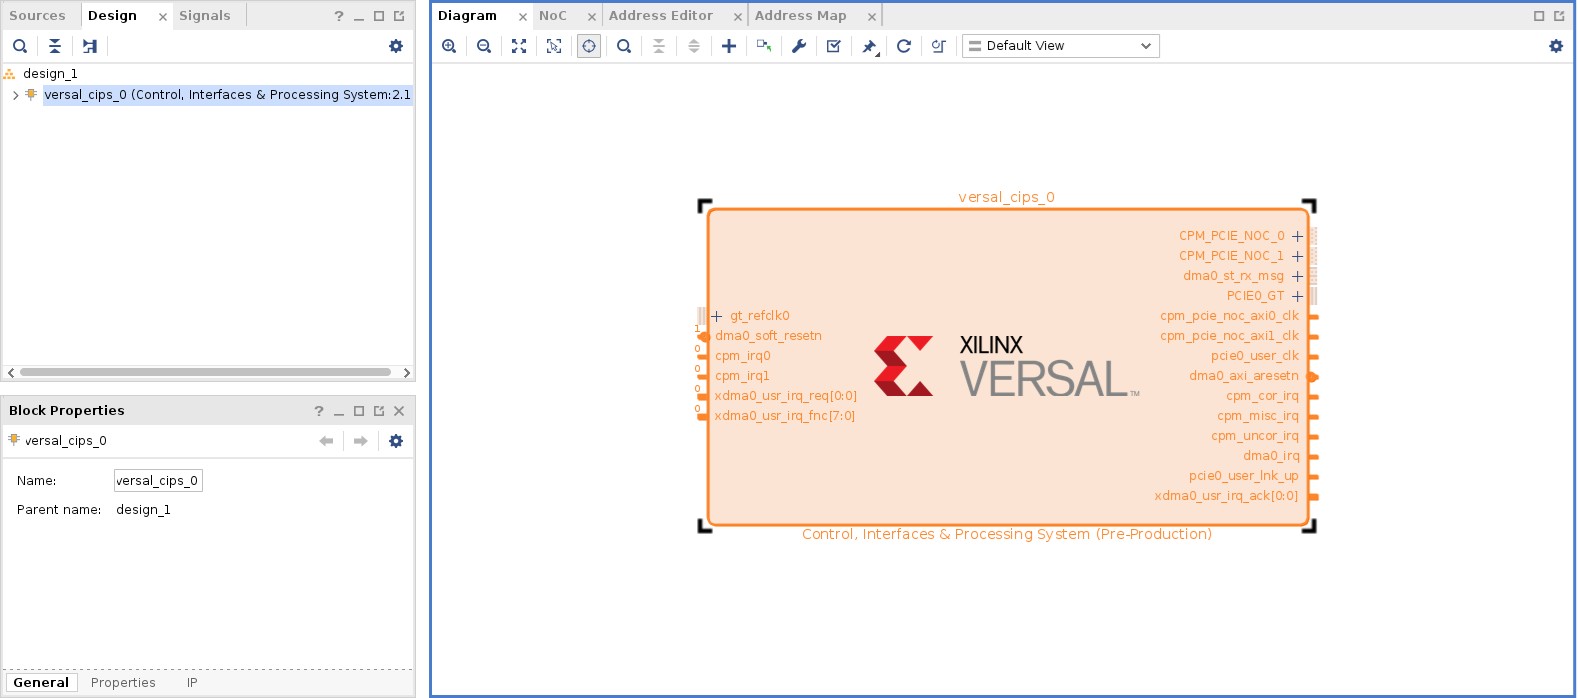 Sources Design Signals
design_1
versal_cips_0 (Control, Interfaces & Processing System:2.1
Block Properties
versal_cips_0
Name: versal_cips_0
Parent name: design_1
General Properties IP
Diagram NoC Address Editor Address Map
Default View
versal_cips_0
CPM_PCIE_NOC_0
CPM_PCIE_NOC_1
dma0_st_rx_msg
PCIE0_GT
gt_refclk0 cpm_pcie_noc_axi0_clk
1
dma0_soft_resetn cpm_pcie_noc_axi1_clk
0
cpm_irq0 pcie0_user_clk
0
cpm_irq1 dma0_axi_aresetn
0
xdma0_usr_irq_req[0:0] cpm_cor_irq
0
xdma0_usr_irq_fnc[7:0] cpm_misc_irq
cpm_uncor_irq
dma0_irq
pcie0_user_lnk_up
xdma0_usr_irq_ack[0:0]
XILINX
VERSAL™
Control, Interfaces & Processing System (Pre-Production)